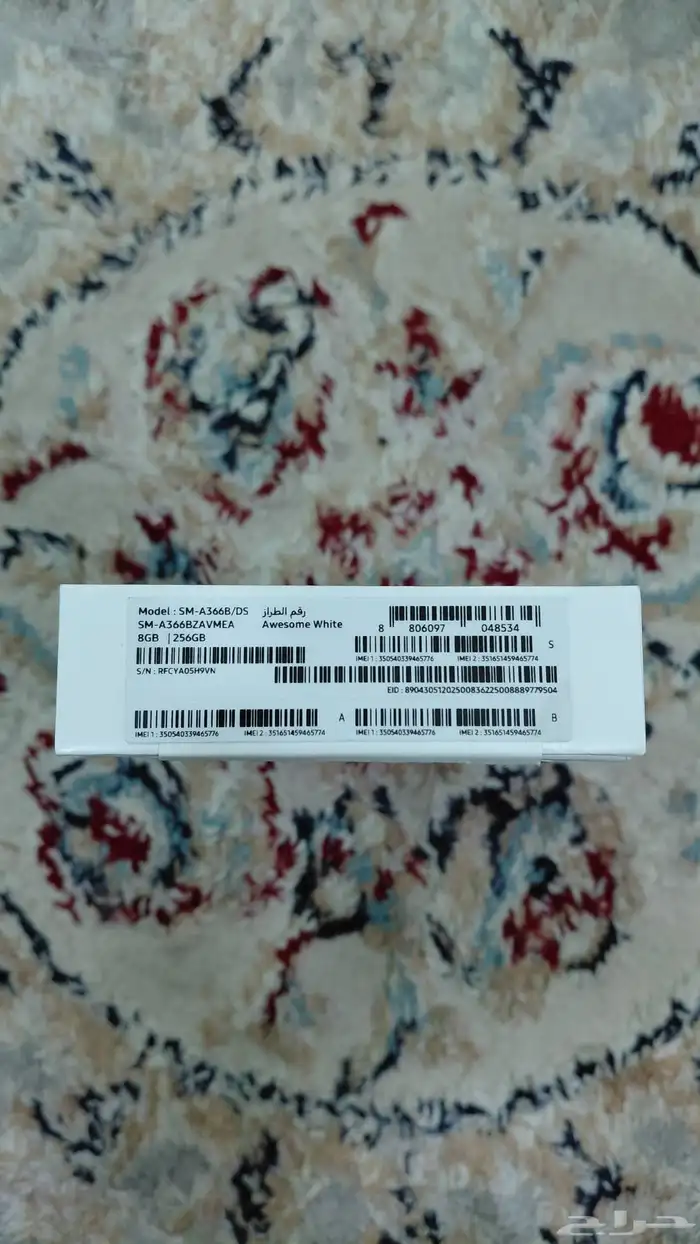 Model : SM-A366B/DS رقم الطراز
SM-A366BZAVMEA Awesome White
8GB | 256GB
8 806097 048534
S
IMEI 1 : 350540339465776 IMEI 2 : 351651459465774
S/N : RFCYA05H9VN
EID : 89043051202500836225008889779504
A
B
IMEI 1 : 350540339465776 IMEI 2 : 351651459465774
IMEI 1 : 350540339465776 IMEI 2 : 351651459465774
حراج